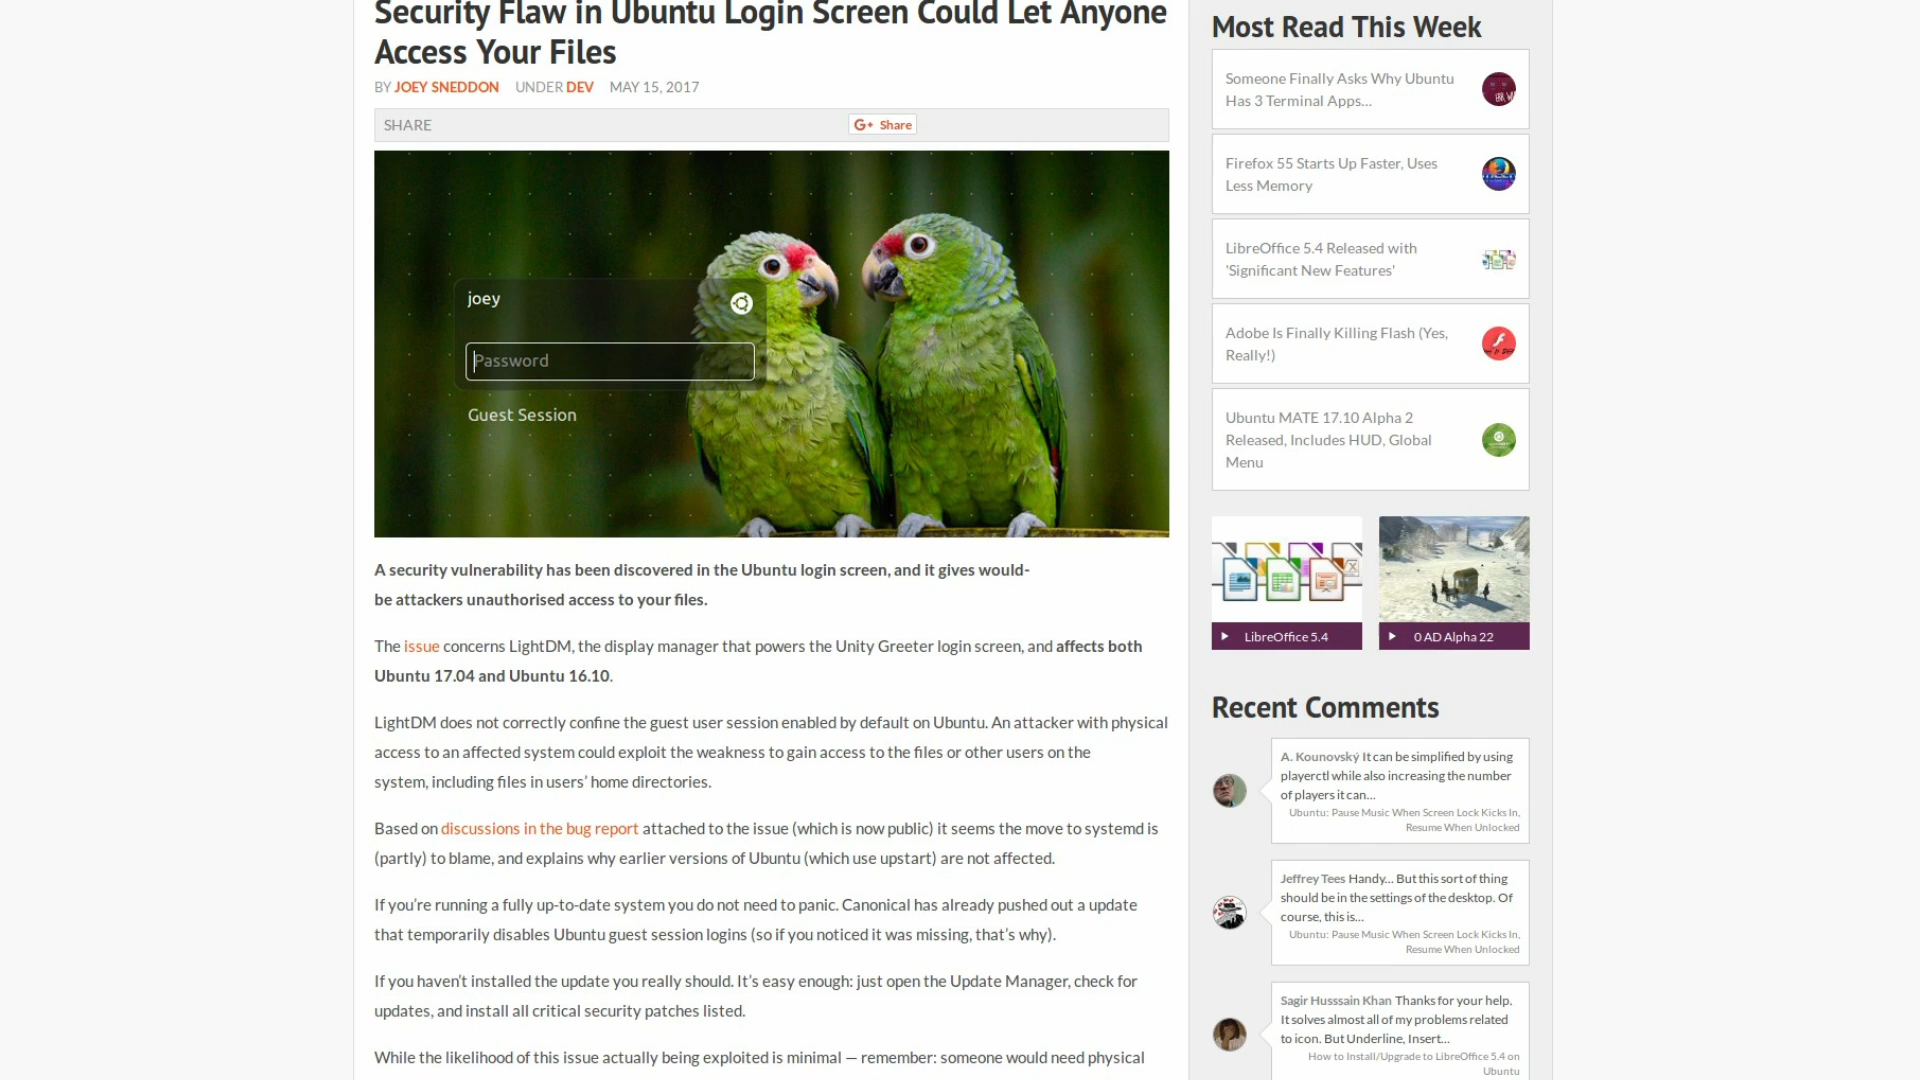 Security Flaw in Ubuntu Login Screen Could Let Anyone
Access Your Files
BY JOEY SNEDDON UNDER DEV MAY 15, 2017
SHARE
G+ Share
joey
Password
Guest Session
A security vulnerability has been discovered in the Ubuntu login screen, and it gives would-
be attackers unauthorised access to your files.
The issue concerns LightDM, the display manager that powers the Unity Greeter login screen, and affects both
Ubuntu 17.04 and Ubuntu 16.10.
LightDM does not correctly confine the guest user session enabled by default on Ubuntu. An attacker with physical
access to an affected system could exploit the weakness to gain access to the files or other users on the
system, including files in users’ home directories.
Based on discussions in the bug report attached to the issue (which is now public) it seems the move to systemd is
(partly) to blame, and explains why earlier versions of Ubuntu (which use upstart) are not affected.
If you’re running a fully up-to-date system you do not need to panic. Canonical has already pushed out a update
that temporarily disables Ubuntu guest session logins (so if you noticed it was missing, that’s why).
If you haven’t installed the update you really should. It’s easy enough: just open the Update Manager, check for
updates, and install all critical security patches listed.
While the likelihood of this issue actually being exploited is minimal — remember: someone would need physical
Most Read This Week
Someone Finally Asks Why Ubuntu
Has 3 Terminal Apps…
Firefox 55 Starts Up Faster, Uses
Less Memory
LibreOffice 5.4 Released with
'Significant New Features'
Adobe Is Finally Killing Flash (Yes,
Really!)
Ubuntu MATE 17.10 Alpha 2
Released, Includes HUD, Global
Menu
LibreOffice 5.4
0 AD Alpha 22
Recent Comments
A. Kounovský It can be simplified by using
playerctl while also increasing the number
of players it can...
Ubuntu: Pause Music When Screen Lock Kicks In,
Resume When Unlocked
Jeffrey Tees Handy... But this sort of thing
should be in the settings of the desktop. Of
course, this is...
Ubuntu: Pause Music When Screen Lock Kicks In,
Resume When Unlocked
Sagir Husssain Khan Thanks for your help.
It solves almost all of my problems related
to icon. But Underline, Insert...
How to Install/Upgrade to LibreOffice 5.4 on
Ubuntu